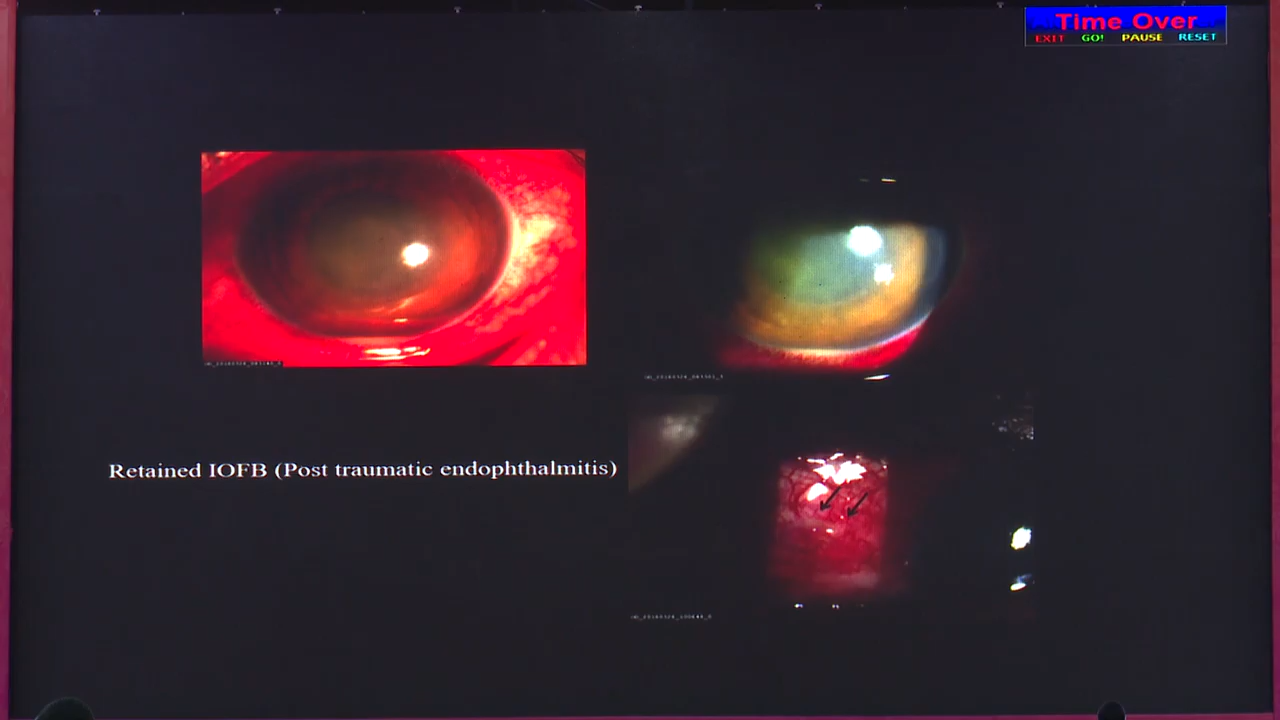 Time Over
EXIT GO! PAUSE RESET
Retained IOFB (Post traumatic endophthalmitis)